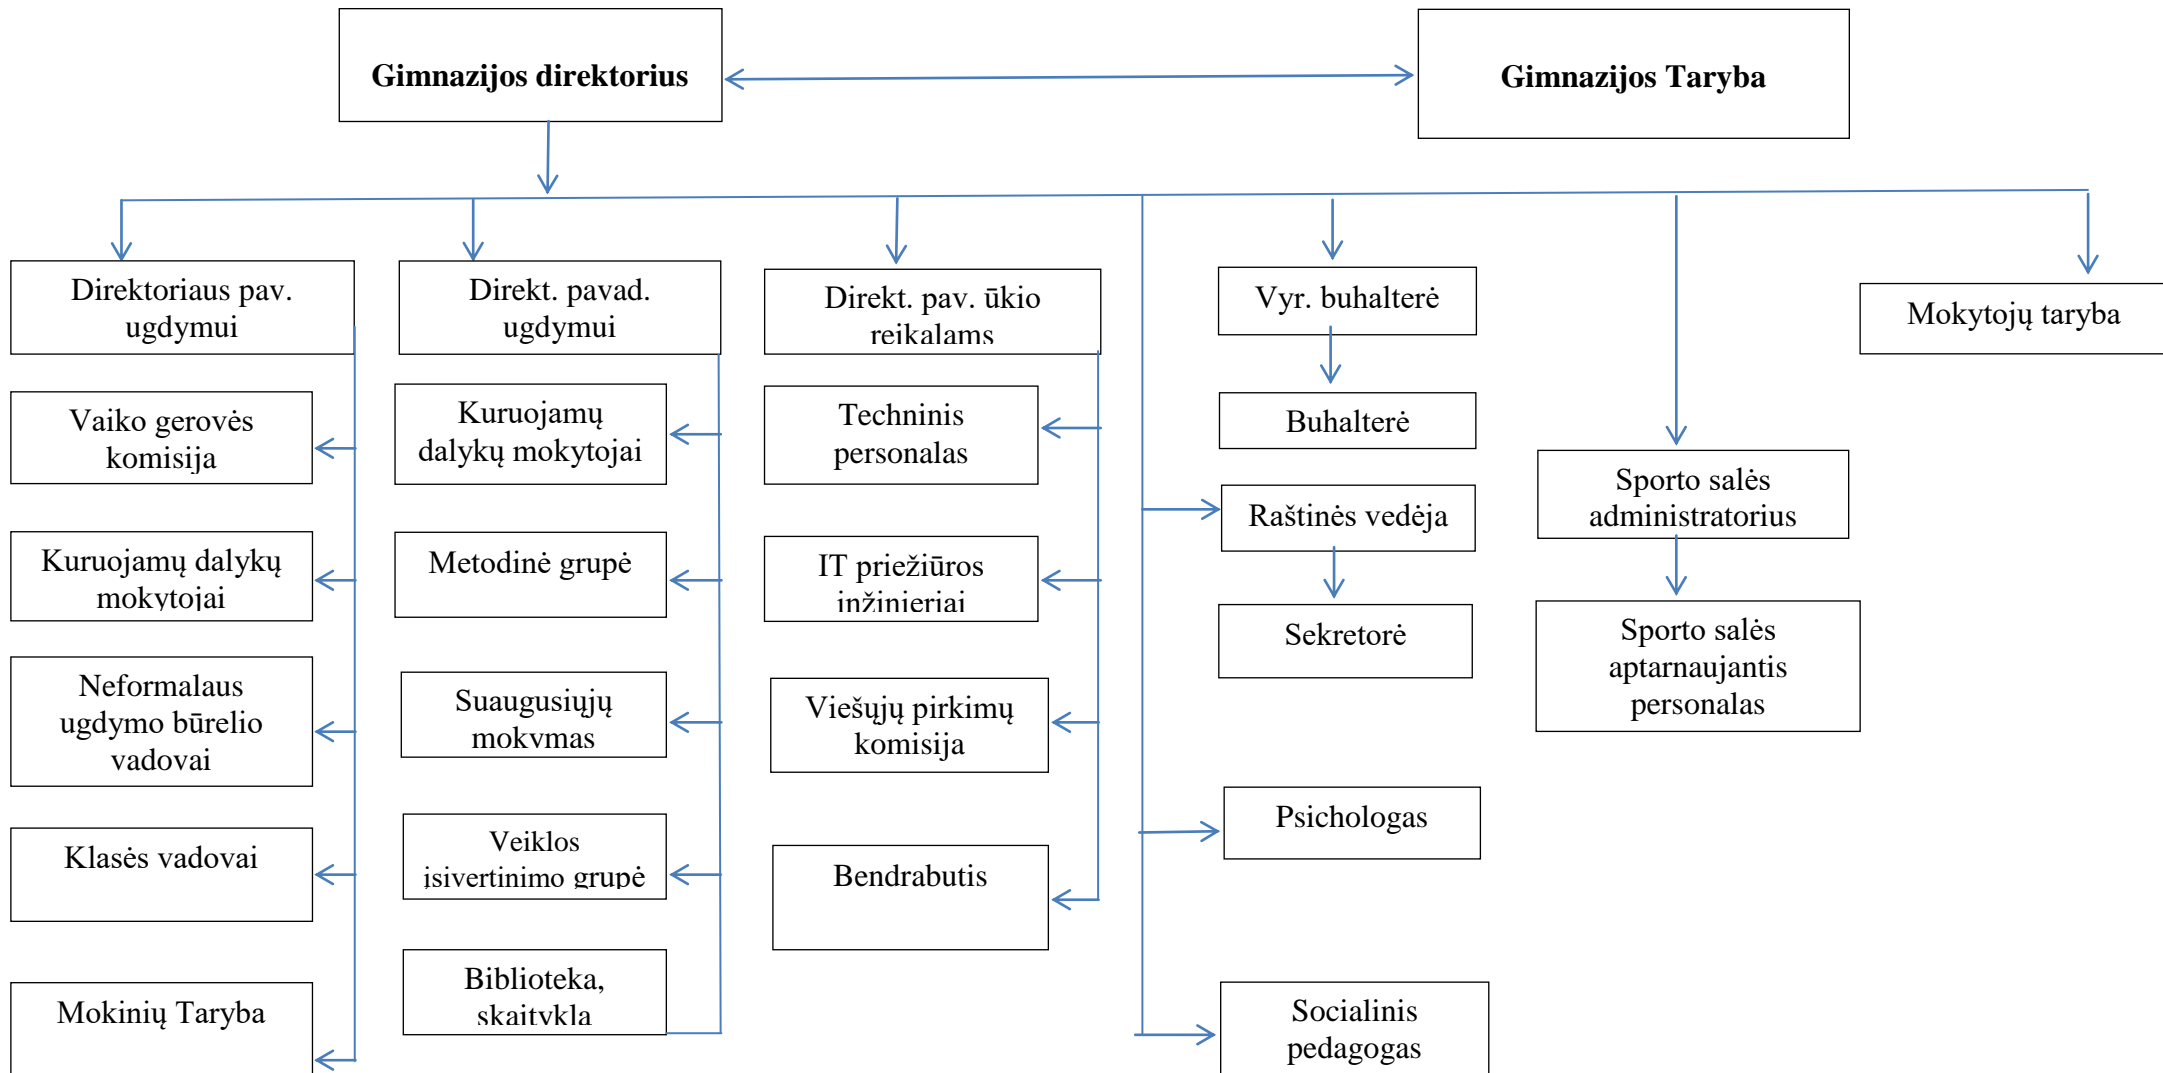 Gimnazijos direktorius
Gimnazijos Taryba
Direktoriaus pav.
ugdymui
Vaiko gerovės
komisija
Kuruojamų dalykų
mokytojai
Neformalaus
ugdymo būrelio
vadovai
Klasės vadovai
Mokinių Taryba
Direkt. pavad.
ugdymui
Kuruojamų
dalykų mokytojai
Metodinė grupė
Suaugusiųjų
mokymas
Veiklos
įsivertinimo grupė
Biblioteka,
skaitykla
Direkt. pav. ūkio
reikalams
Techninis
personalas
IT priežiūros
inžinieriai
Viešųjų pirkimų
komisija
Bendrabutis
Vyr. buhalterė
Buhalterė
Raštinės vedėja
Sekretorė
Psichologas
Socialinis
pedagogas
Sporto salės
administratorius
Sporto salės
aptarnaujantis
personalas
Mokytojų taryba